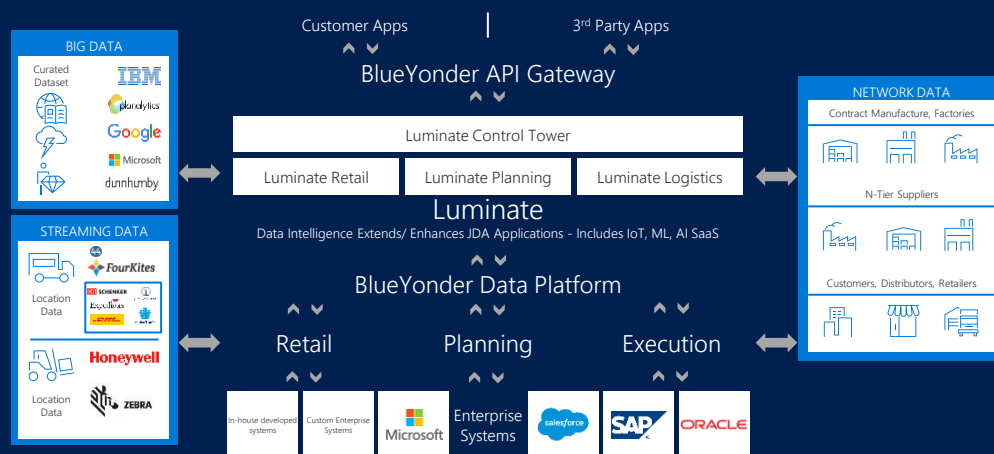 Customer Apps
3rd Party Apps
BlueYonder API Gateway
BIG DATA
Curated
Dataset
IBM
planalytics
Google
Microsoft
dunnhumby
Luminate Control Tower
Luminate Retail
Luminate Planning
Luminate Logistics
Luminate
Data Intelligence Extends/ Enhances JDA Applications - Includes IoT, ML, AI SaaS
BlueYonder Data Platform
STREAMING DATA
FourKites
Location
Data
SCHENKER
Expeditors
DHL
Honeywell
Location
Data
ZEBRA
Retail
Planning
Execution
In-house developed
systems
Custom Enterprise
Systems
Microsoft
Enterprise
Systems
salesforce
SAP
ORACLE
NETWORK DATA
Contract Manufacture, Factories
N-Tier Suppliers
Customers, Distributors, Retailers